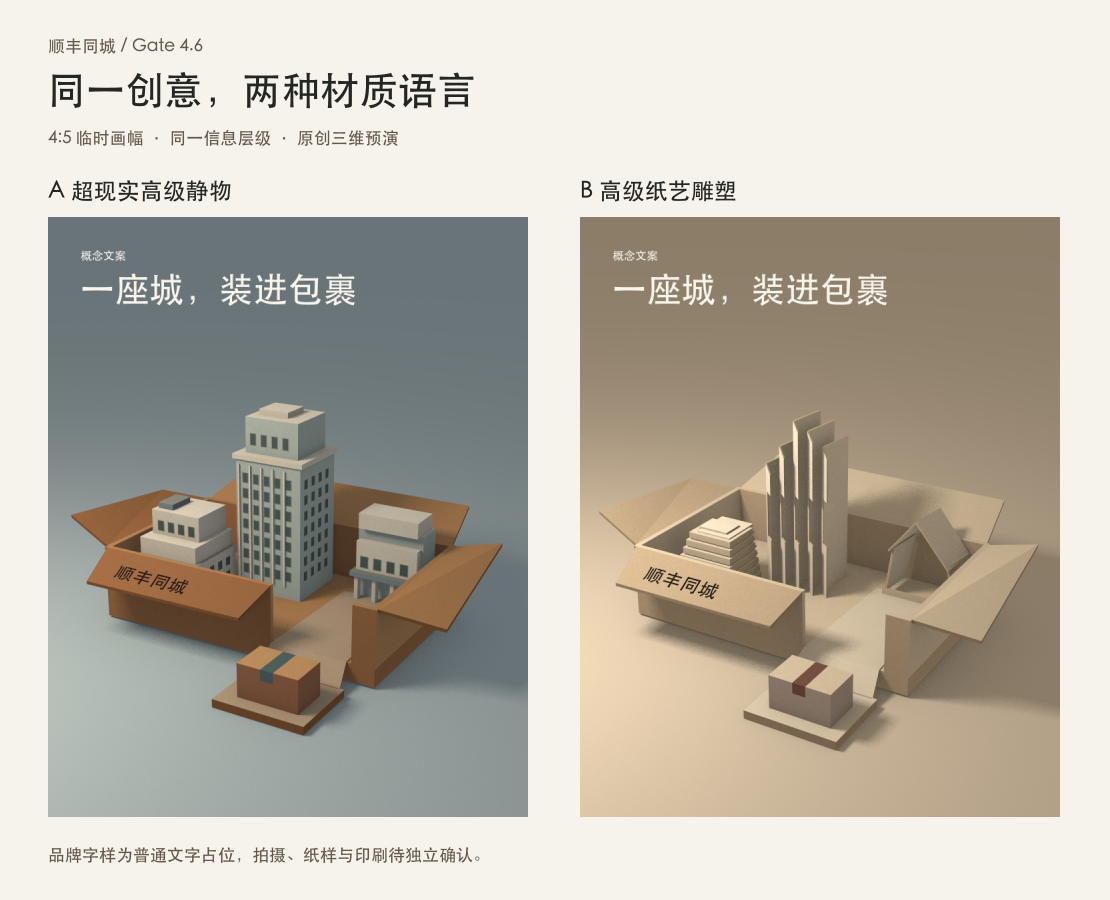 顺丰同城 / Gate 4.6
同一创意，两种材质语言
4:5 临时画幅 · 同一信息层级 · 原创三维预演
A 超现实高级静物
概念文案
一座城，装进包裹
顺丰同城
B 高级纸艺雕塑
概念文案
一座城，装进包裹
顺丰同城
品牌字样为普通文字占位，拍摄、纸样与印刷待独立确认。